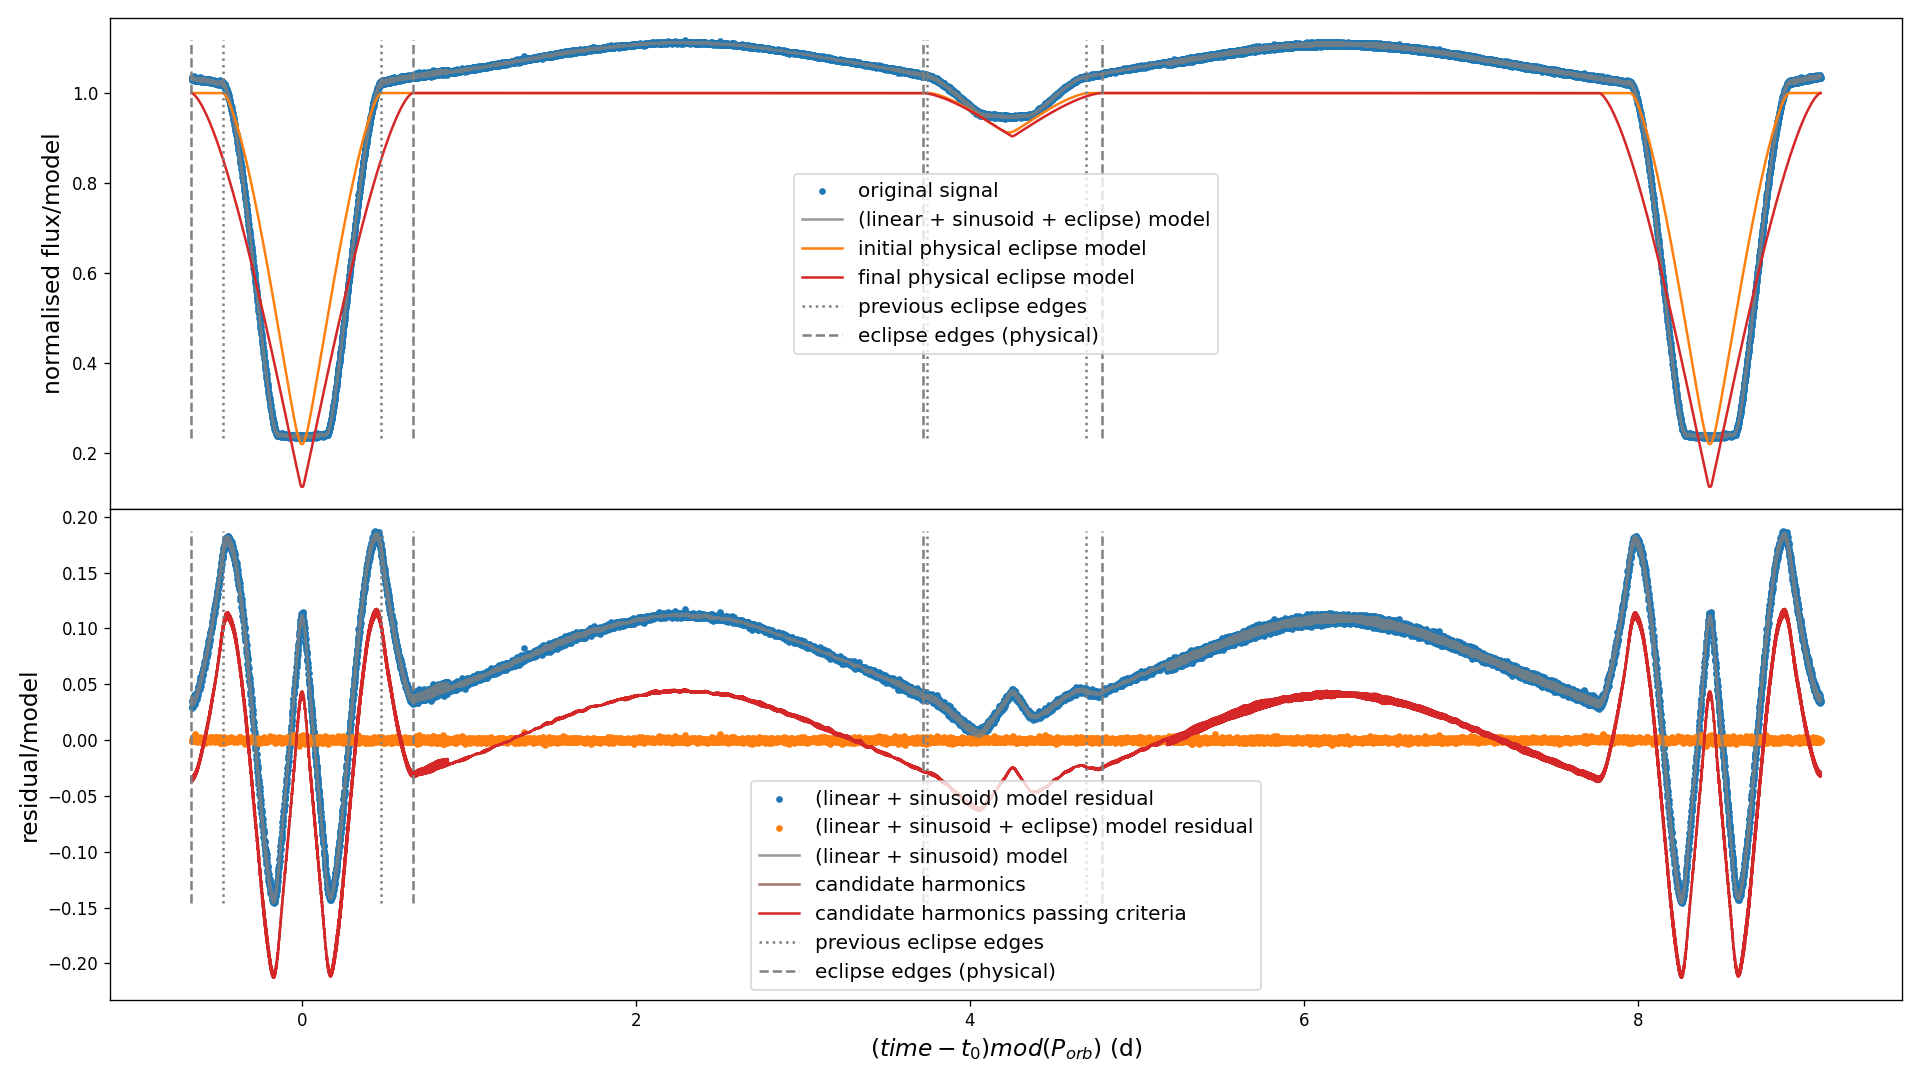 normalised flux/model
1.0
0.8
0.6
0.4
0.2
original signal
(linear + sinusoid + eclipse) model
initial physical eclipse model
final physical eclipse model
previous eclipse edges
eclipse edges (physical)
residual/model
0.20
0.15
0.10
0.05
0.00
−0.05
−0.10
−0.15
−0.20
(linear + sinusoid) model residual
(linear + sinusoid + eclipse) model residual
(linear + sinusoid) model
candidate harmonics
candidate harmonics passing criteria
previous eclipse edges
eclipse edges (physical)
0 2 4 6 8
(time − t₀)mod(P_orb) (d)